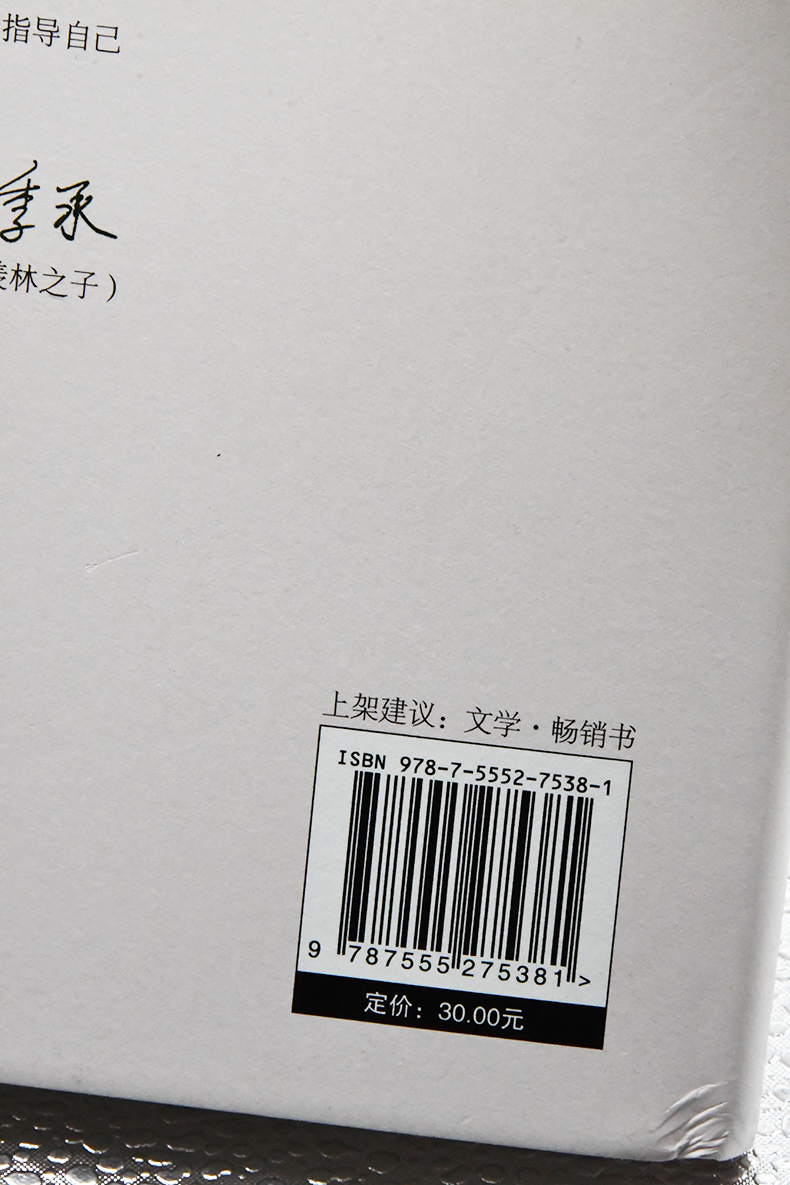 指导自己
季承
林之子）
上架建议：文学·畅销书
ISBN 978-7-5552-7538-1
9 787555 275381 >
定价：30.00元